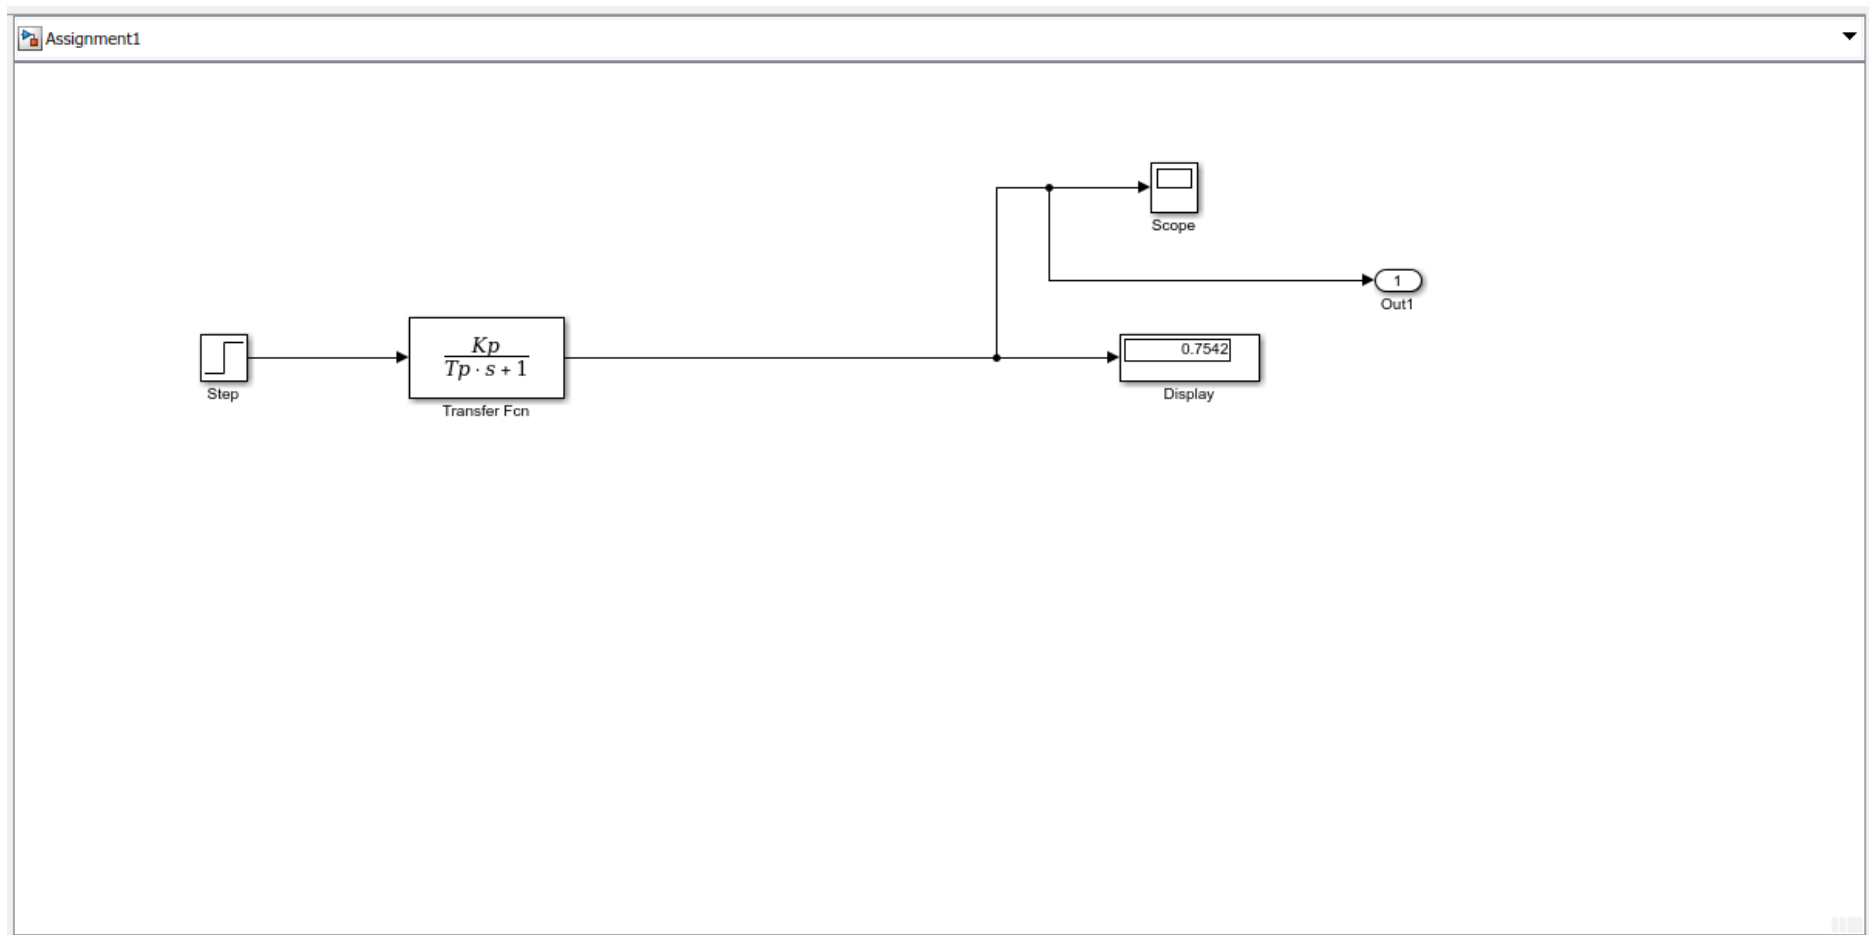 Assignment1
Scope
1
Out1
Step
Kp
Tp · s + 1
Transfer Fcn
0.7542
Display